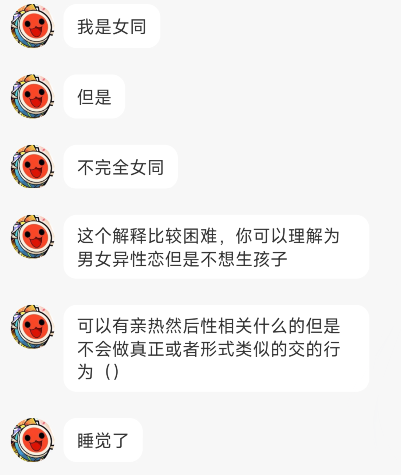 我是女同
但是
不完全女同
这个解释比较困难，你可以理解为
男女异性恋但是不想生孩子
可以有亲热然后性相关什么的但是
不会做真正或者形式类似的交的行
为（）
睡觉了